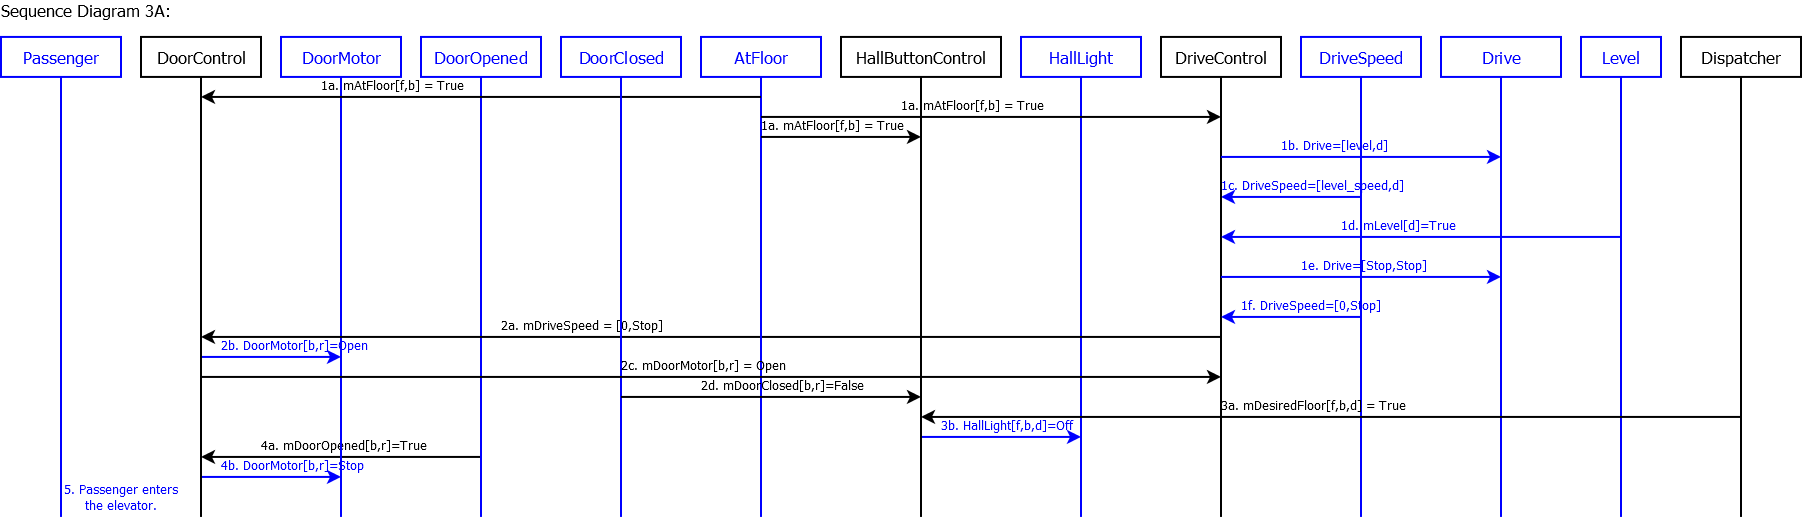 Sequence Diagram 3A:
Passenger
DoorControl
DoorMotor
DoorOpened
DoorClosed
AtFloor
HallButtonControl
HallLight
DriveControl
DriveSpeed
Drive
Level
Dispatcher
1a. mAtFloor[f,b] = True
1a. mAtFloor[f,b] = True
1a. mAtFloor[f,b] = True
1b. Drive=[level,d]
1c. DriveSpeed=[level_speed,d]
1d. mLevel[d]=True
1e. Drive=[Stop,Stop]
1f. DriveSpeed=[0,Stop]
2a. mDriveSpeed = [0,Stop]
2b. DoorMotor[b,r]=Open
2c. mDoorMotor[b,r] = Open
2d. mDoorClosed[b,r]=False
3a. mDesiredFloor[f,b,d] = True
3b. HallLight[f,b,d]=Off
4a. mDoorOpened[b,r]=True
4b. DoorMotor[b,r]=Stop
5. Passenger enters
the elevator.